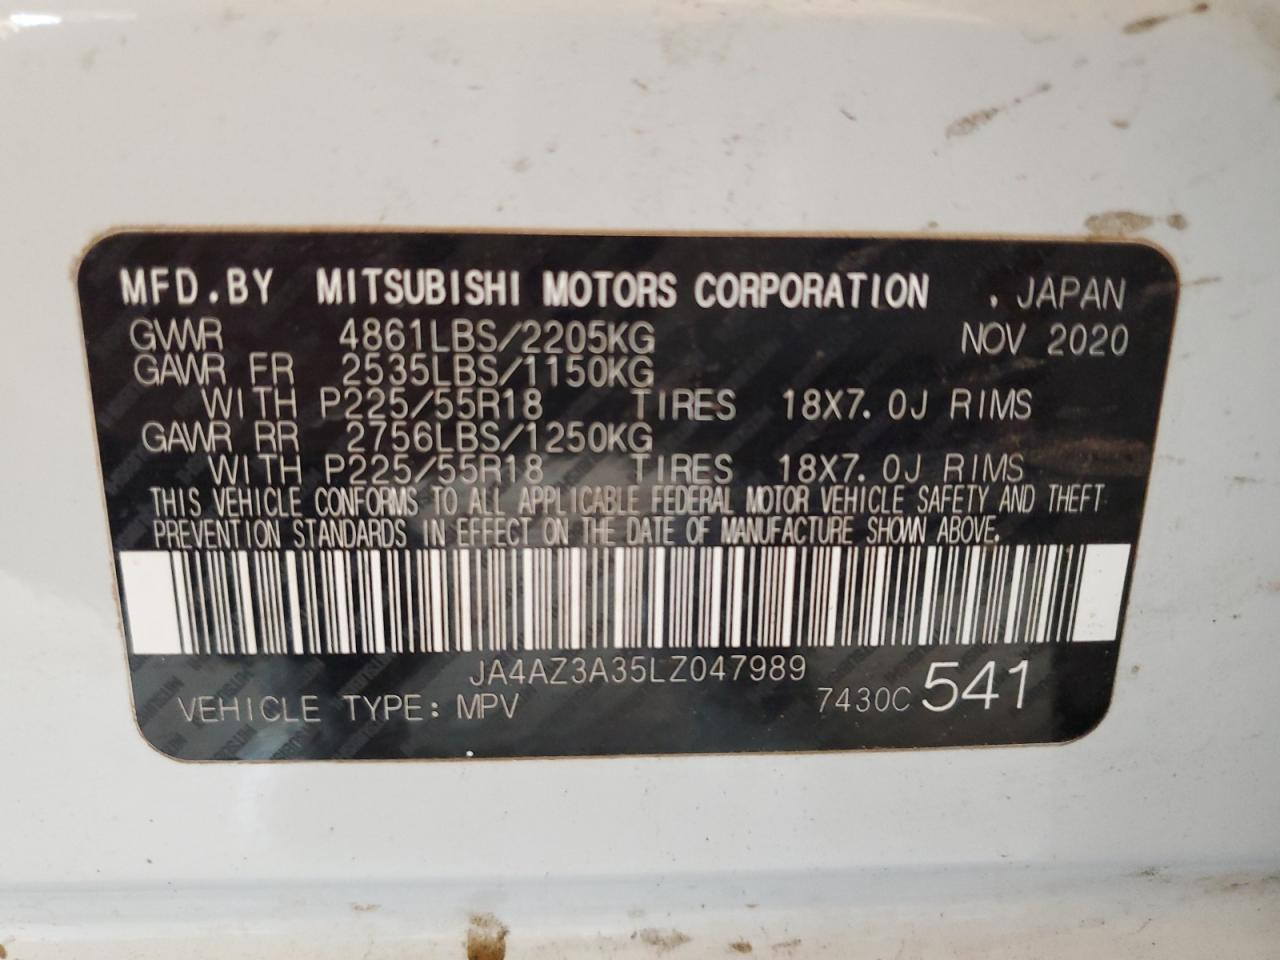 MFD.BY MITSUBISHI MOTORS CORPORATION . JAPAN
GVWR 4861LBS/2205KG NOV 2020
GAWR FR 2535LBS/1150KG
WITH P225/55R18 TIRES 18X7.0J RIMS
GAWR RR 2756LBS/1250KG
WITH P225/55R18 TIRES 18X7.0J RIMS
THIS VEHICLE CONFORMS TO ALL APPLICABLE FEDERAL MOTOR VEHICLE SAFETY AND THEFT
PREVENTION STANDARDS IN EFFECT ON THE DATE OF MANUFACTURE SHOWN ABOVE.
JA4AZ3A35LZ047989
VEHICLE TYPE: MPV 7430C 541